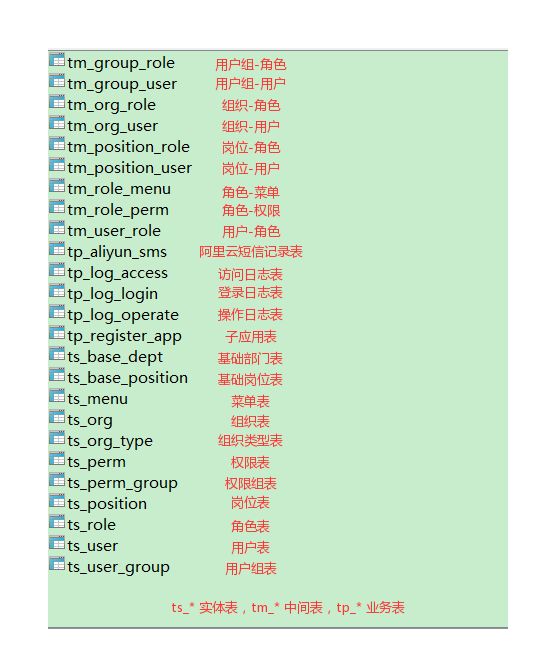 tm_group_role 用户组-角色
tm_group_user 用户组-用户
tm_org_role 组织-角色
tm_org_user 组织-用户
tm_position_role 岗位-角色
tm_position_user 岗位-用户
tm_role_menu 角色-菜单
tm_role_perm 角色-权限
tm_user_role 用户-角色
tp_aliyun_sms 阿里云短信记录表
tp_log_access 访问日志表
tp_log_login 登录日志表
tp_log_operate 操作日志表
tp_register_app 子应用表
ts_base_dept 基础部门表
ts_base_position 基础岗位表
ts_menu 菜单表
ts_org 组织表
ts_org_type 组织类型表
ts_perm 权限表
ts_perm_group 权限组表
ts_position 岗位表
ts_role 角色表
ts_user 用户表
ts_user_group 用户组表
ts_* 实体表，tm_* 中间表，tp_* 业务表